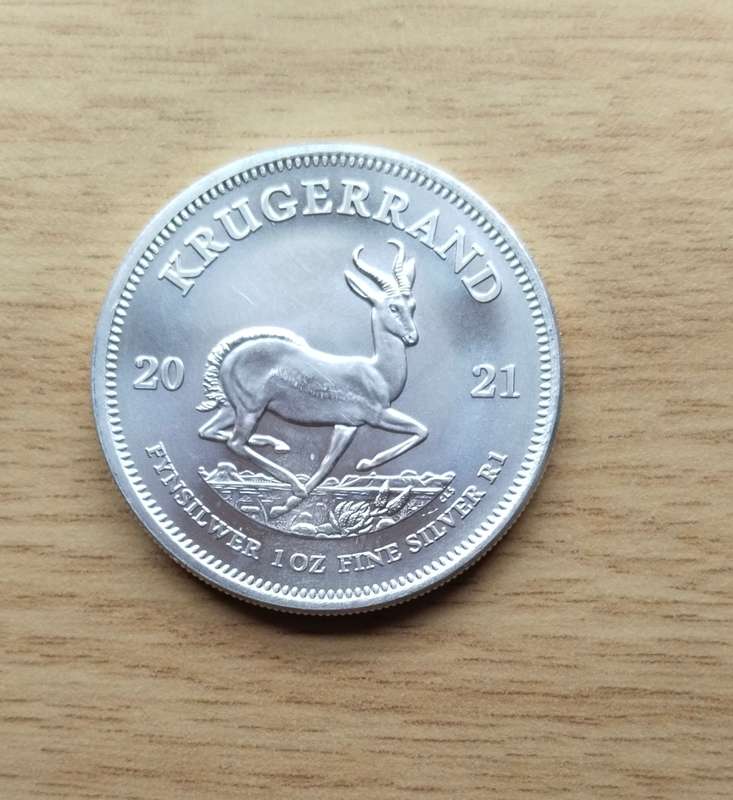 KRUGERRAND
20 21
FYNSILWER 1 OZ FINE SILVER R1